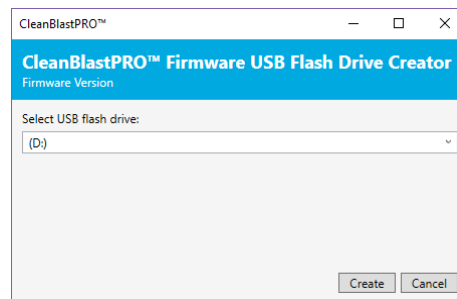 CleanBlastPRO™
CleanBlastPRO™ Firmware USB Flash Drive Creator
Firmware Version
Select USB flash drive:
(D:)
Create
Cancel